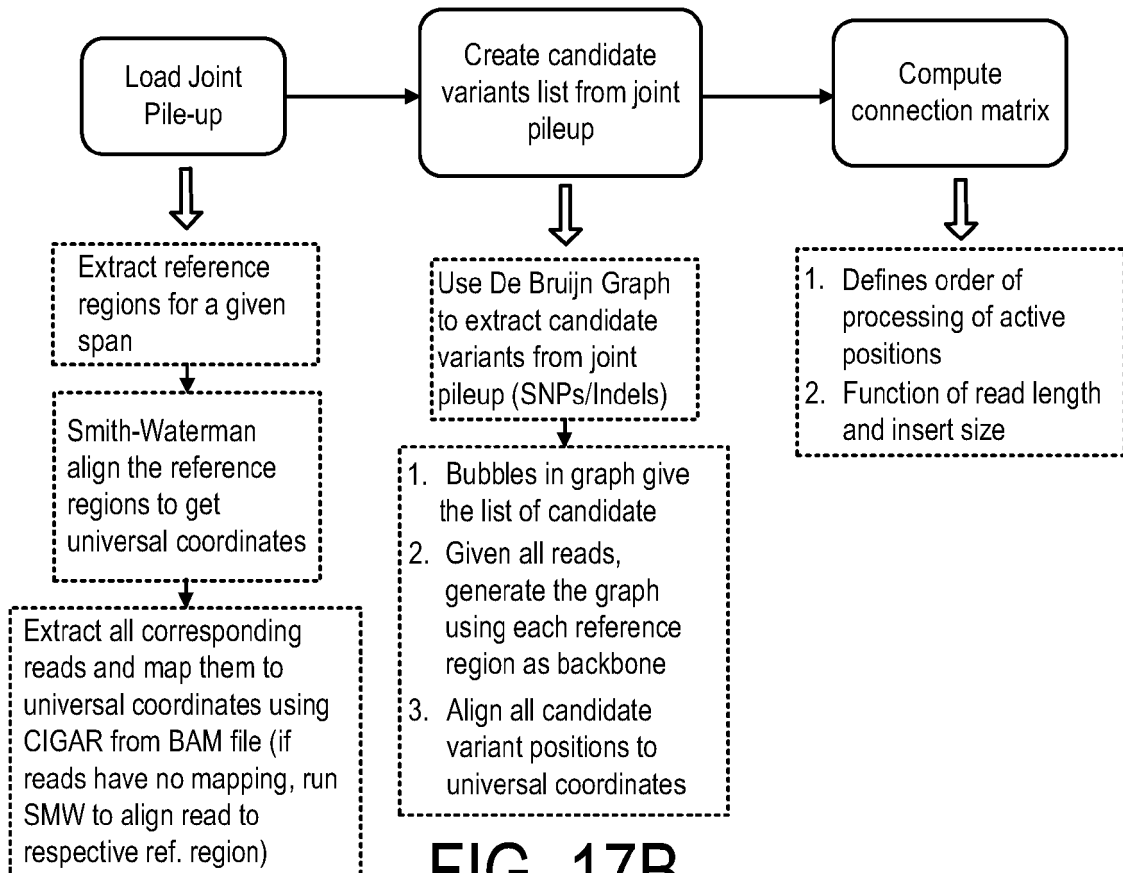 Load Joint
Pile-up
Create candidate
variants list from joint
pileup
Compute
connection matrix
Extract reference
regions for a given
span
Smith-Waterman
align the reference
regions to get
universal coordinates
Extract all corresponding
reads and map them to
universal coordinates using
CIGAR from BAM file (if
reads have no mapping, run
SMW to align read to
respective ref. region)
Use De Bruijn Graph
to extract candidate
variants from joint
pileup (SNPs/Indels)
1. Bubbles in graph give
the list of candidate
2. Given all reads,
generate the graph
using each reference
region as backbone
3. Align all candidate
variant positions to
universal coordinates
1. Defines order of
processing of active
positions
2. Function of read length
and insert size
FIG. 17B